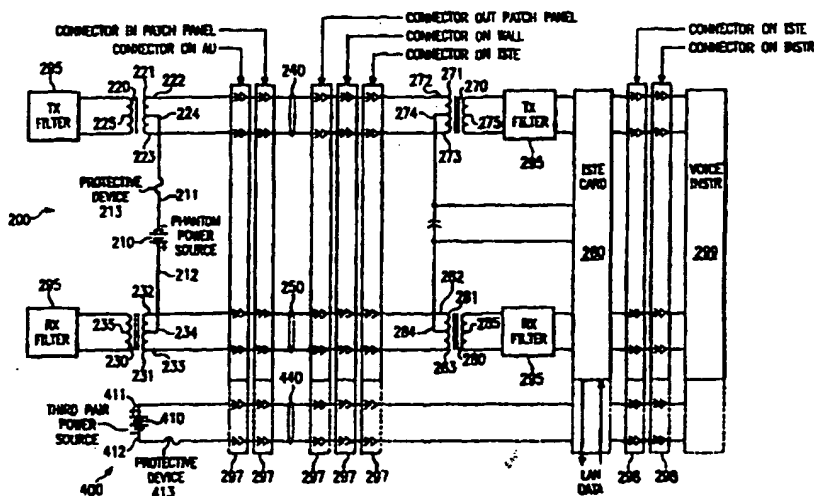 CONNECTOR IN PATCH PANEL
CONNECTOR ON AU
CONNECTOR OUT PATCH PANEL
CONNECTOR ON WALL
CONNECTOR ON ISTE
CONNECTOR ON ISTE
CONNECTOR ON INSTR
295
TX
FILTER
220
221
222
225
224
223
240
272
271
270
274
275
273
TX
FILTER
295
ISTE
CARD
VOICE
INSTR
299
PROTECTIVE
DEVICE
213
211
200
210
PHANTOM
POWER
SOURCE
212
295
RX
FILTER
232
235
234
230
231
233
250
282
281
284
285
283
280
RX
FILTER
295
411
THIRD PAIR
POWER
SOURCE
410
412
440
400
PROTECTIVE
DEVICE
413
297
297
297
297
297
LAN
DATA
298
298